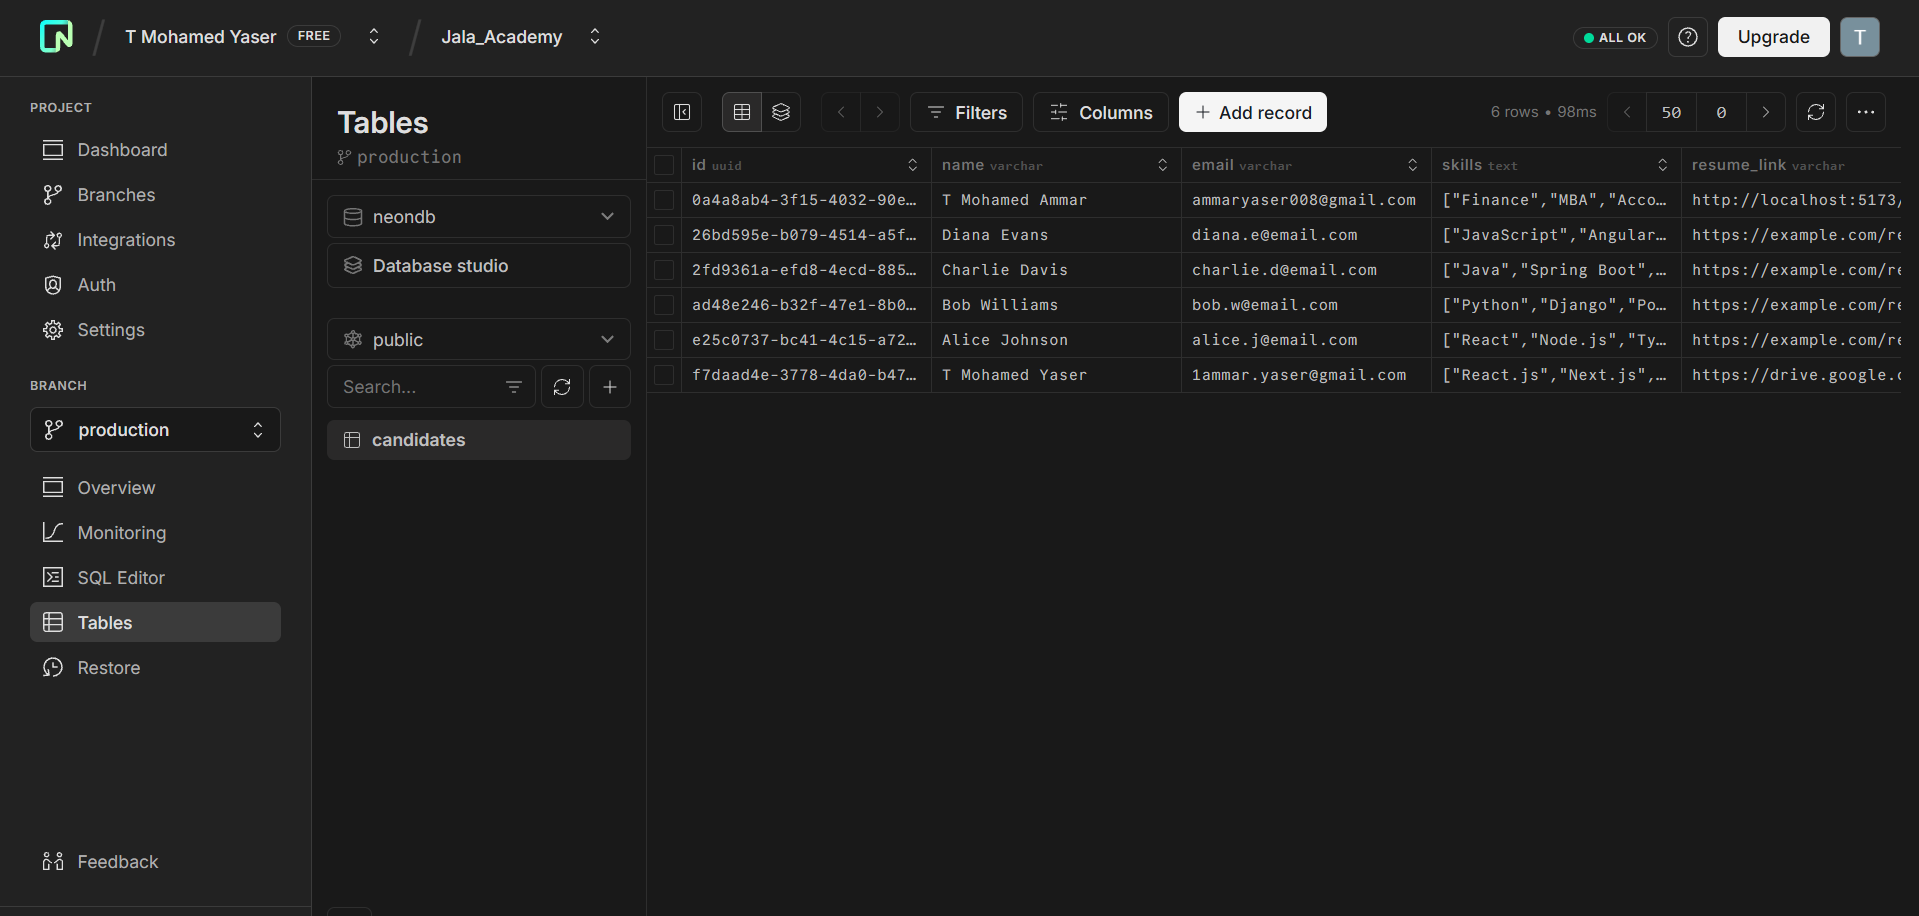 T Mohamed Yaser FREE Jala_Academy ALL OK Upgrade T
PROJECT
Dashboard
Branches
Integrations
Auth
Settings
BRANCH
production
Overview
Monitoring
SQL Editor
Tables
Restore
Feedback
Tables
production
neondb
Database studio
public
Search...
candidates
Filters Columns Add record 6 rows • 98ms 50 0
id uuid name varchar email varchar skills text resume_link varchar
0a4a8ab4-3f15-4032-90e… T Mohamed Ammar ammaryaser008@gmail.com ["Finance","MBA","Acco… http://localhost:5173/
26bd595e-b079-4514-a5f… Diana Evans diana.e@email.com ["JavaScript","Angular… https://example.com/re
2fd9361a-efd8-4ecd-885… Charlie Davis charlie.d@email.com ["Java","Spring Boot",… https://example.com/re
ad48e246-b32f-47e1-8b0… Bob Williams bob.w@email.com ["Python","Django","Po… https://example.com/re
e25c0737-bc41-4c15-a72… Alice Johnson alice.j@email.com ["React","Node.js","Ty… https://example.com/re
f7daad4e-3778-4da0-b47… T Mohamed Yaser 1ammar.yaser@gmail.com ["React.js","Next.js",… https://drive.google.c